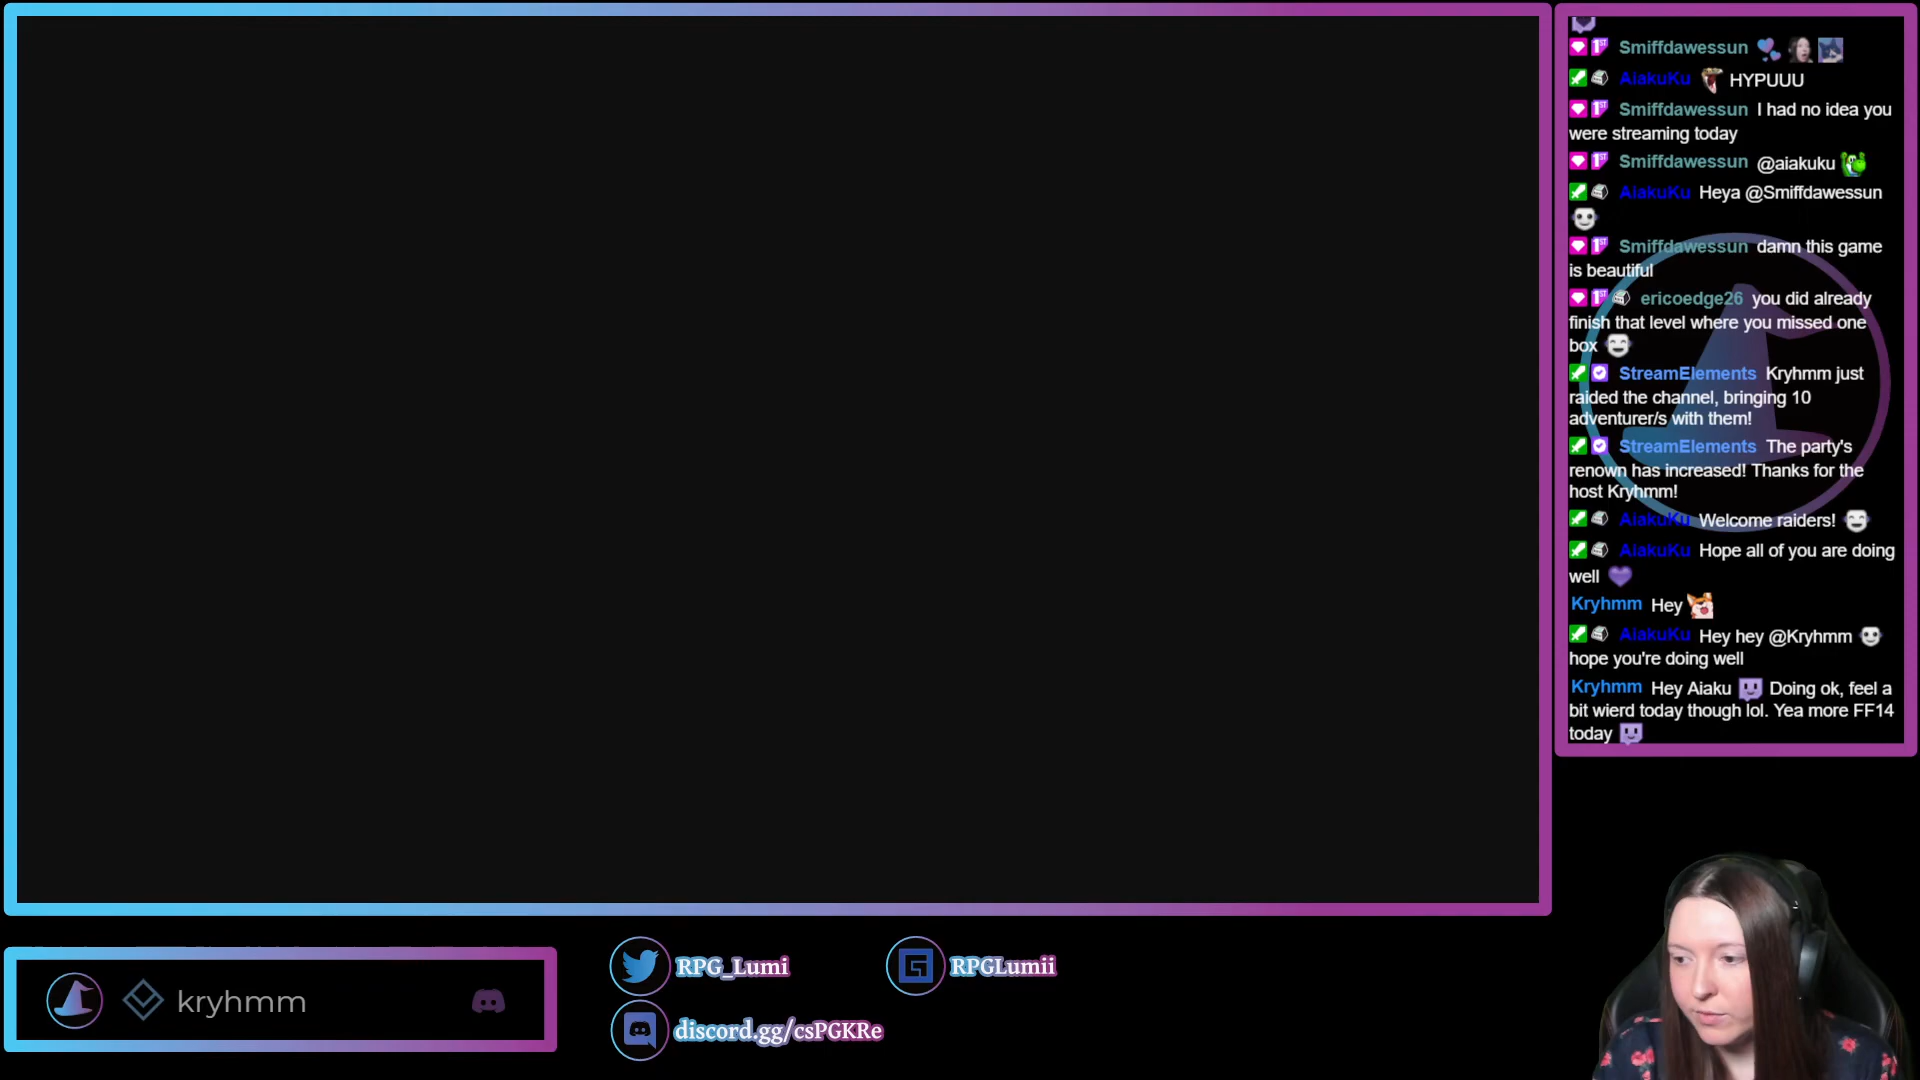 Smiffdawessun
AiakuKu HYPUUU
Smiffdawessun I had no idea you
were streaming today
Smiffdawessun @aiakuku
AiakuKu Heya @Smiffdawessun
Smiffdawessun damn this game
is beautiful
ericoedge26 you did already
finish that level where you missed one
box
StreamElements Kryhmm just
raided the channel, bringing 10
adventurer/s with them!
StreamElements The party's
renown has increased! Thanks for the
host Kryhmm!
AiakuKu Welcome raiders!
AiakuKu Hope all of you are doing
well
Kryhmm Hey
AiakuKu Hey hey @Kryhmm
hope you're doing well
Kryhmm Hey Aiaku Doing ok, feel a
bit wierd today though lol. Yea more FF14
today
kryhmm
RPG_Lumi
RPGLumii
discord.gg/csPGKRe